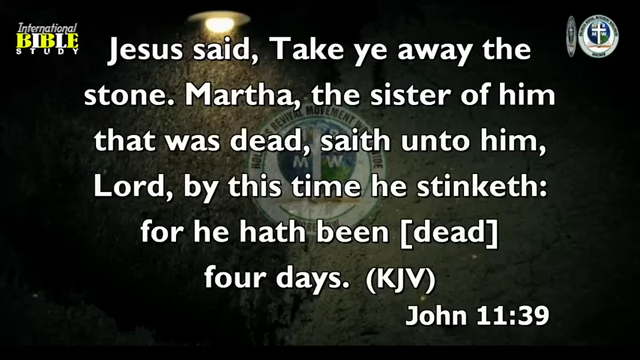 International
BIBLE
STUDY
Jesus said, Take ye away the
stone. Martha, the sister of him
that was dead, saith unto him,
Lord, by this time he stinketh:
for he hath been [dead]
four days. (KJV)
John 11:39